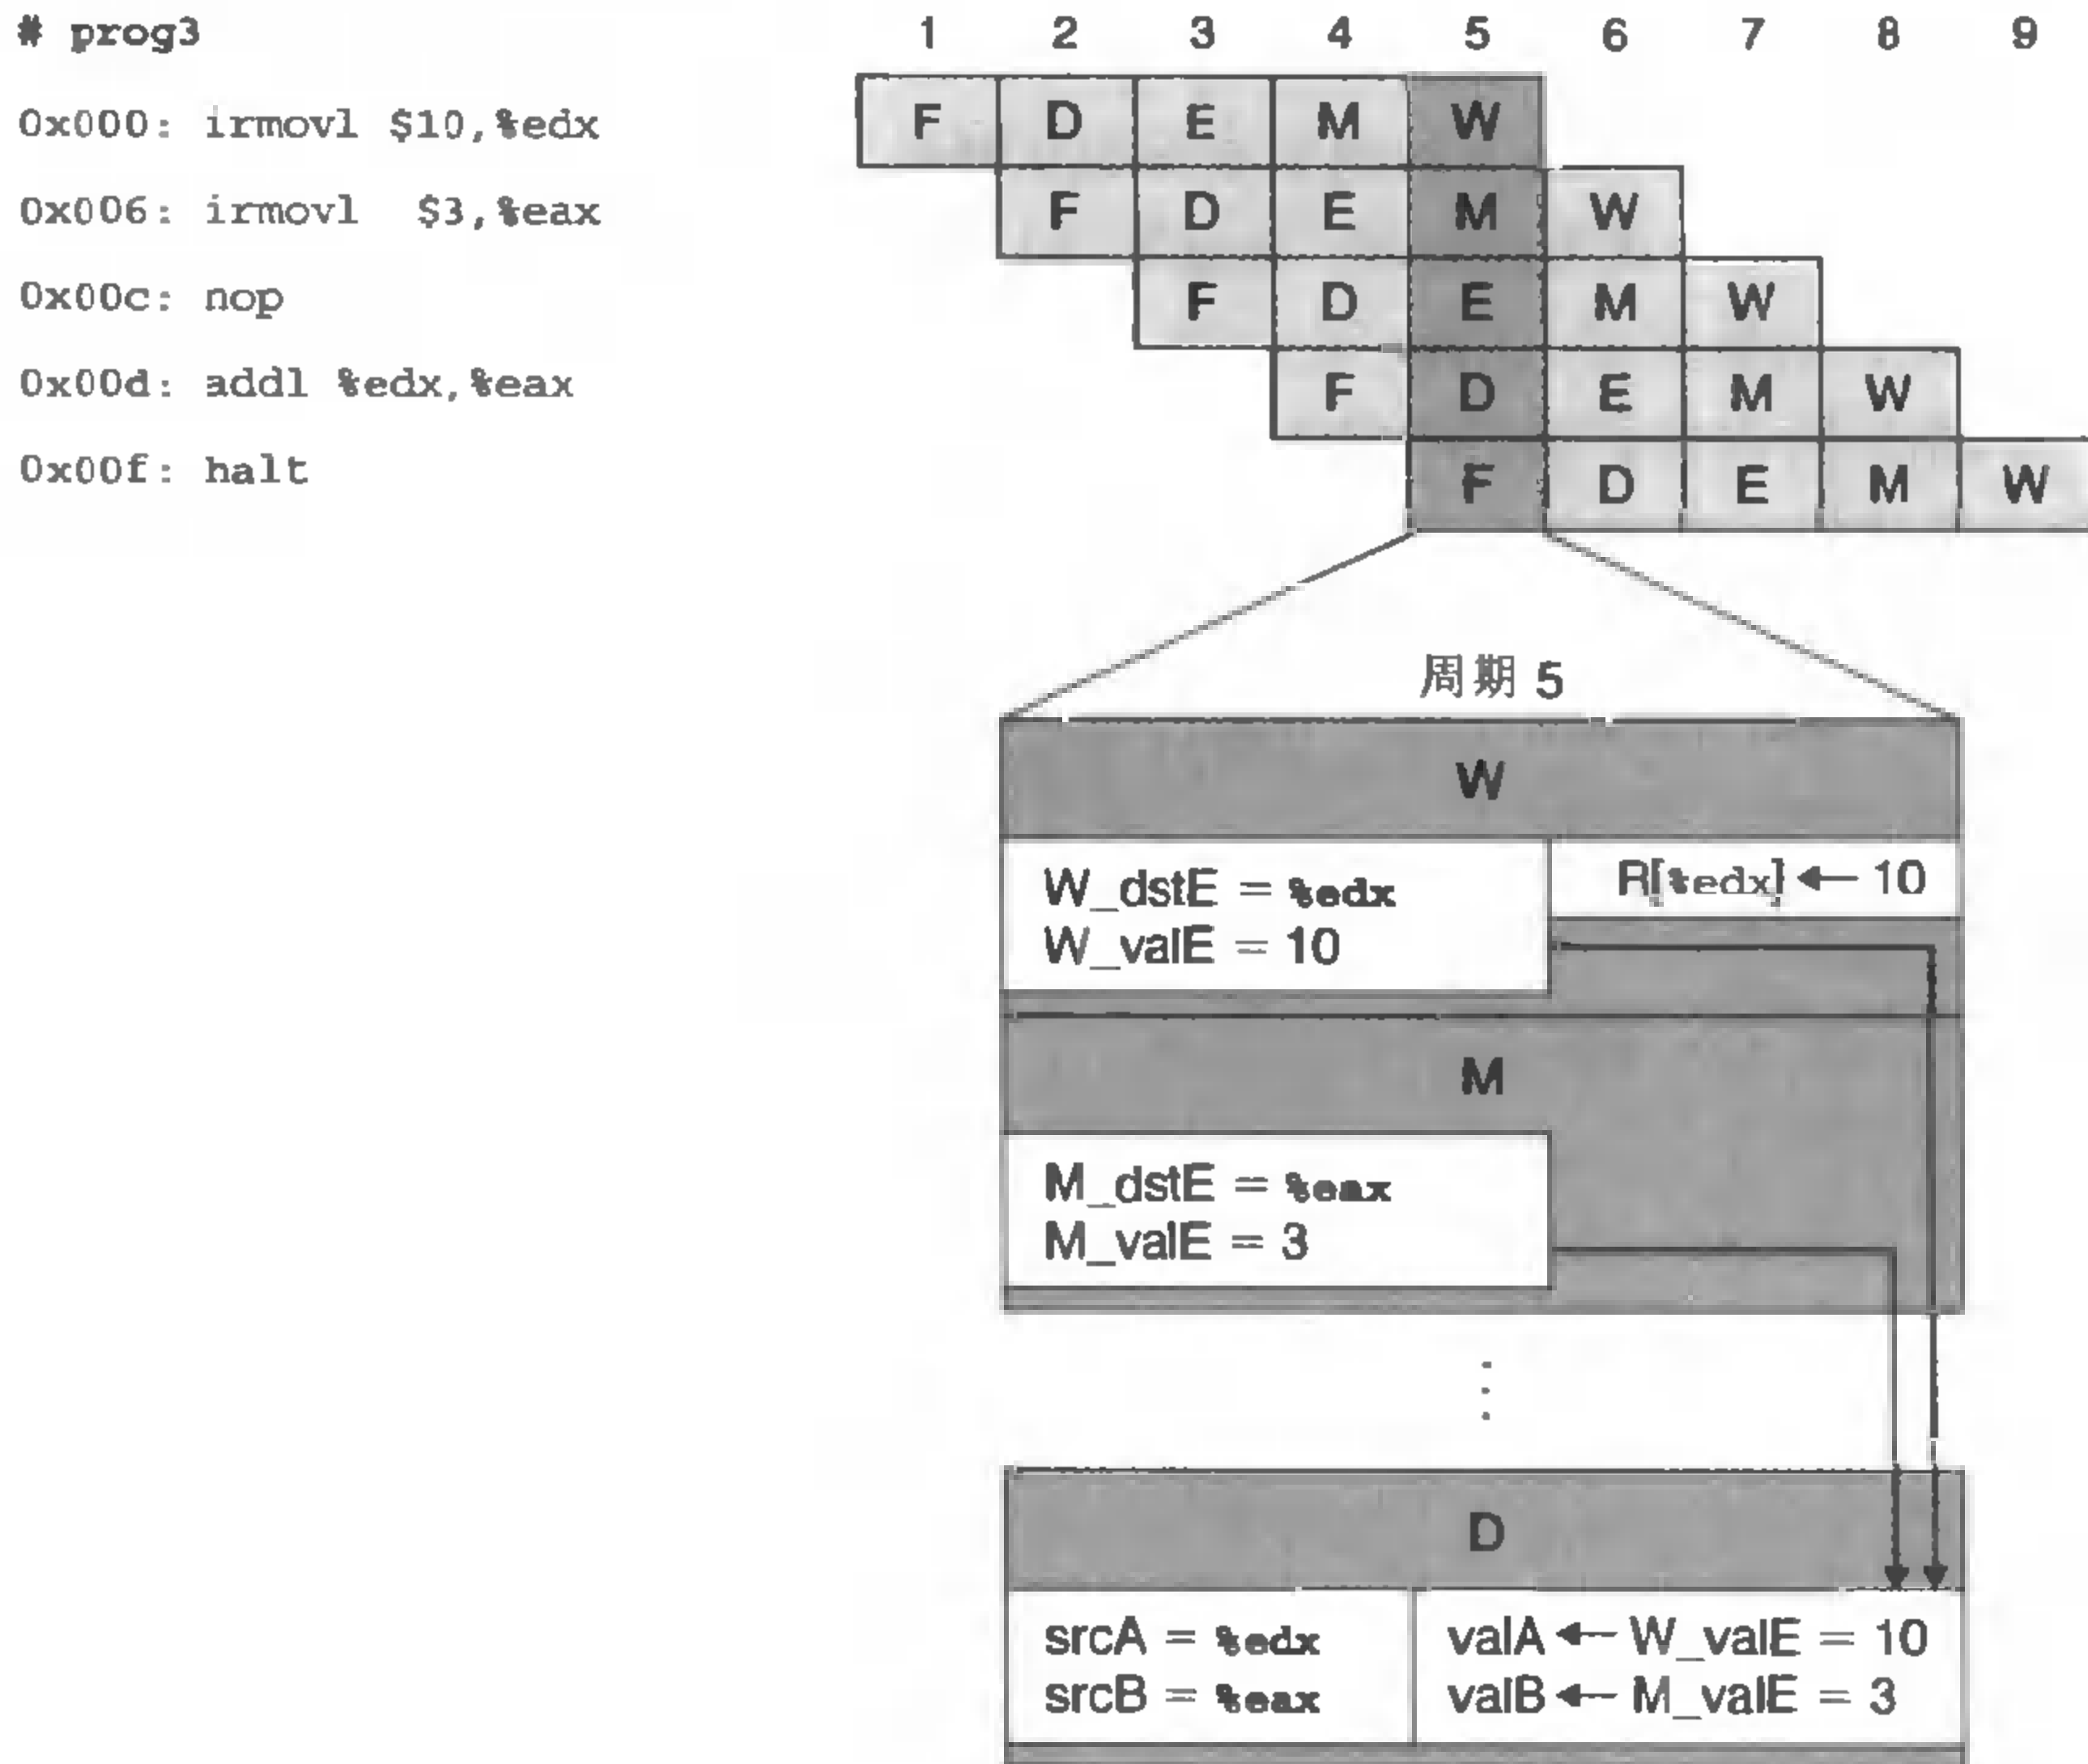 # prog3
1 2 3 4 5 6 7 8 9
0x000: irmovl $10,%edx
F D E M W
0x006: irmovl $3,%eax
F D E M W
0x00c: nop
F D E M W
0x00d: addl %edx,%eax
F D E M W
0x00f: halt
F D E M W
周期 5
W
W_dstE = %edx
R[%edx] ← 10
W_valE = 10
M
M_dstE = %eax
M_valE = 3
⋮
D
srcA = %edx
valA ← W_valE = 10
srcB = %eax
valB ← M_valE = 3